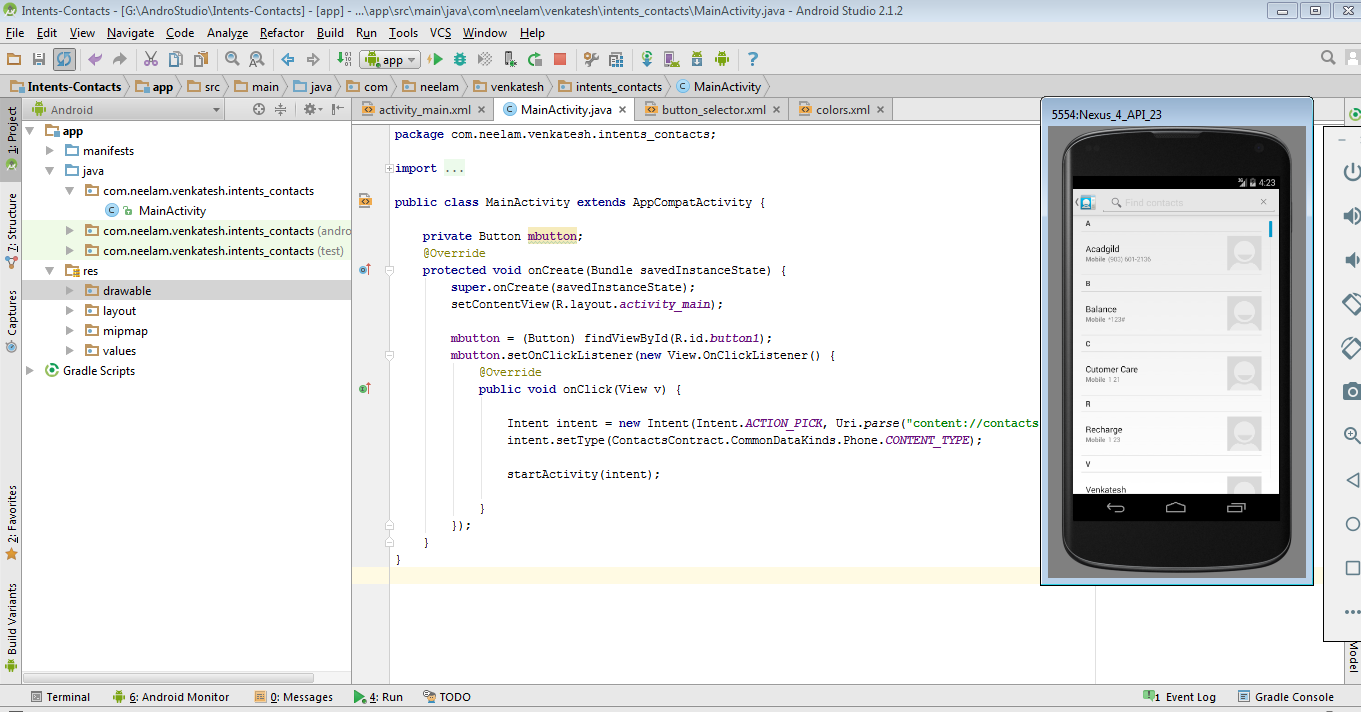 Intents-Contacts - [G:\AndroStudio\Intents-Contacts] - [app] - ...\app\src\main\java\com\neelam\venkatesh\intents_contacts\MainActivity.java - Android Studio 2.1.2
File Edit View Navigate Code Analyze Refactor Build Run Tools VCS Window Help
app
Intents-Contacts app src main java com neelam venkatesh intents_contacts MainActivity
Android
activity_main.xml MainActivity.java button_selector.xml colors.xml
1: Project
7: Structure
Captures
2: Favorites
Build Variants
app
manifests
java
com.neelam.venkatesh.intents_contacts
MainActivity
com.neelam.venkatesh.intents_contacts (andro
com.neelam.venkatesh.intents_contacts (test)
res
drawable
layout
mipmap
values
Gradle Scripts
package com.neelam.venkatesh.intents_contacts;
import ...
public class MainActivity extends AppCompatActivity {
private Button mbutton;
@Override
protected void onCreate(Bundle savedInstanceState) {
super.onCreate(savedInstanceState);
setContentView(R.layout.activity_main);
mbutton = (Button) findViewById(R.id.button1);
mbutton.setOnClickListener(new View.OnClickListener() {
@Override
public void onClick(View v) {
Intent intent = new Intent(Intent.ACTION_PICK, Uri.parse("content://contacts
intent.setType(ContactsContract.CommonDataKinds.Phone.CONTENT_TYPE);
startActivity(intent);
}
});
}
}
5554:Nexus_4_API_23
4:23
Find contacts
A
Acadgild
Mobile (903) 601-2136
B
Balance
Mobile *123#
C
Cutomer Care
Mobile 1 21
R
Recharge
Mobile 1 23
V
Venkatesh
Model
Terminal 6: Android Monitor 0: Messages 4: Run TODO 1 Event Log Gradle Console